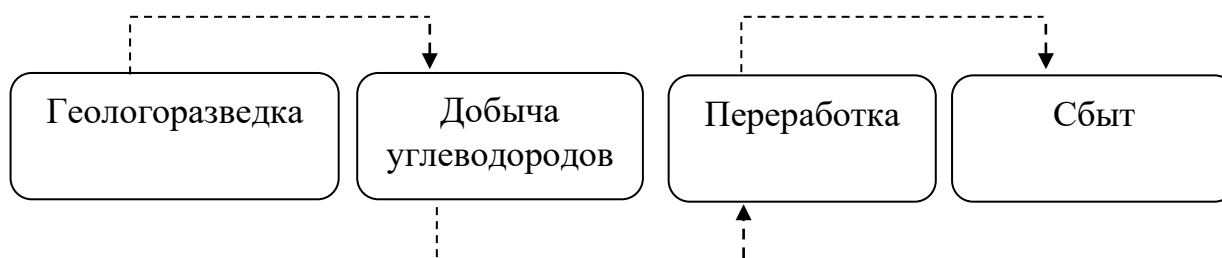 Геологоразведка
Добыча
углеводородов
Переработка
Сбыт